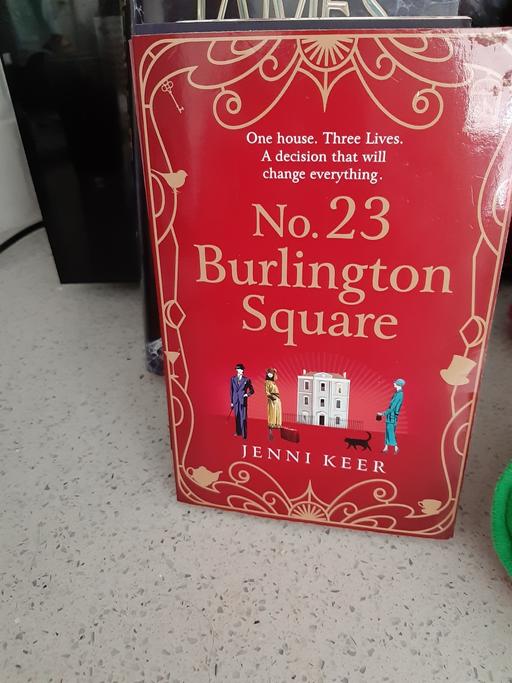 One house. Three Lives.
A decision that will
change everything.
No. 23
Burlington
Square
JENNI KEER